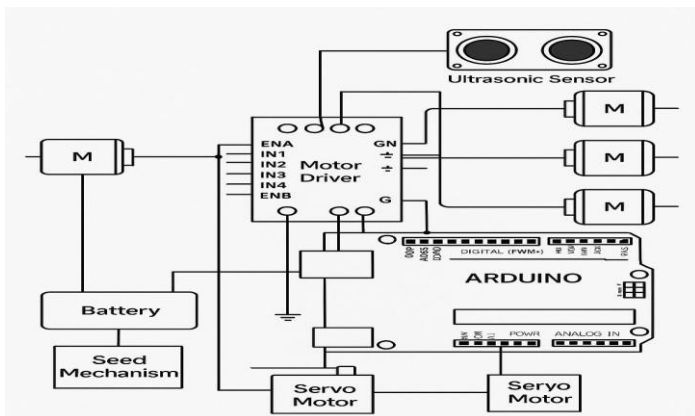 Ultrasonic Sensor
M
M
M
M
ENA
IN1
IN2
IN3
IN4
ENB
Motor
Driver
GN
G
DIGITAL (PWM=)
ARDUINO
POWR
ANALOG IN
Battery
Seed
Mechanism
Servo
Motor
Seryo
Motor